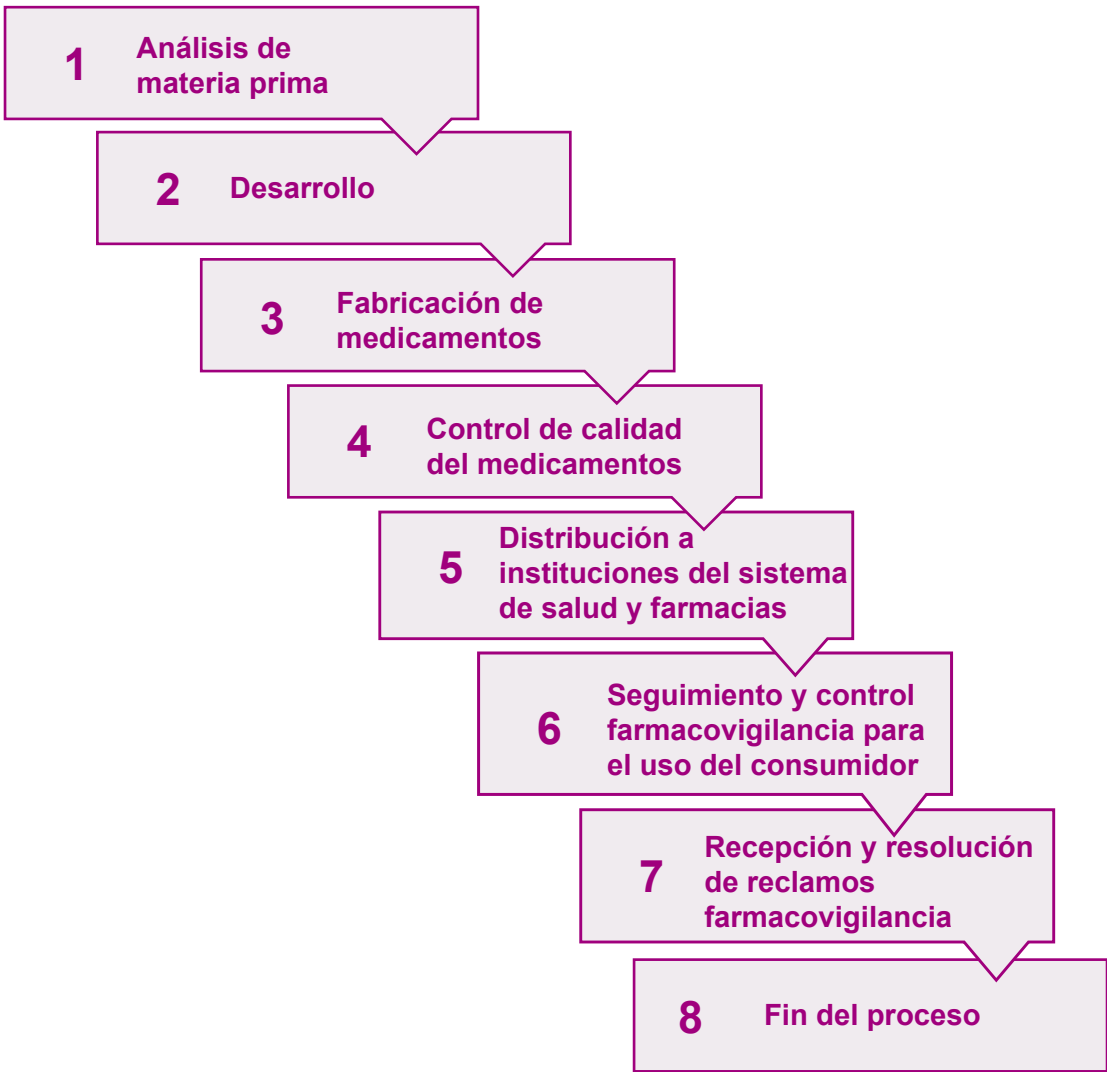 1
Análisis de
materia prima
2
Desarrollo
3
Fabricación de
medicamentos
4
Control de calidad
del medicamentos
5
Distribución a
instituciones del sistema
de salud y farmacias
6
Seguimiento y control
farmacovigilancia para
el uso del consumidor
7
Recepción y resolución
de reclamos
farmacovigilancia
8
Fin del proceso